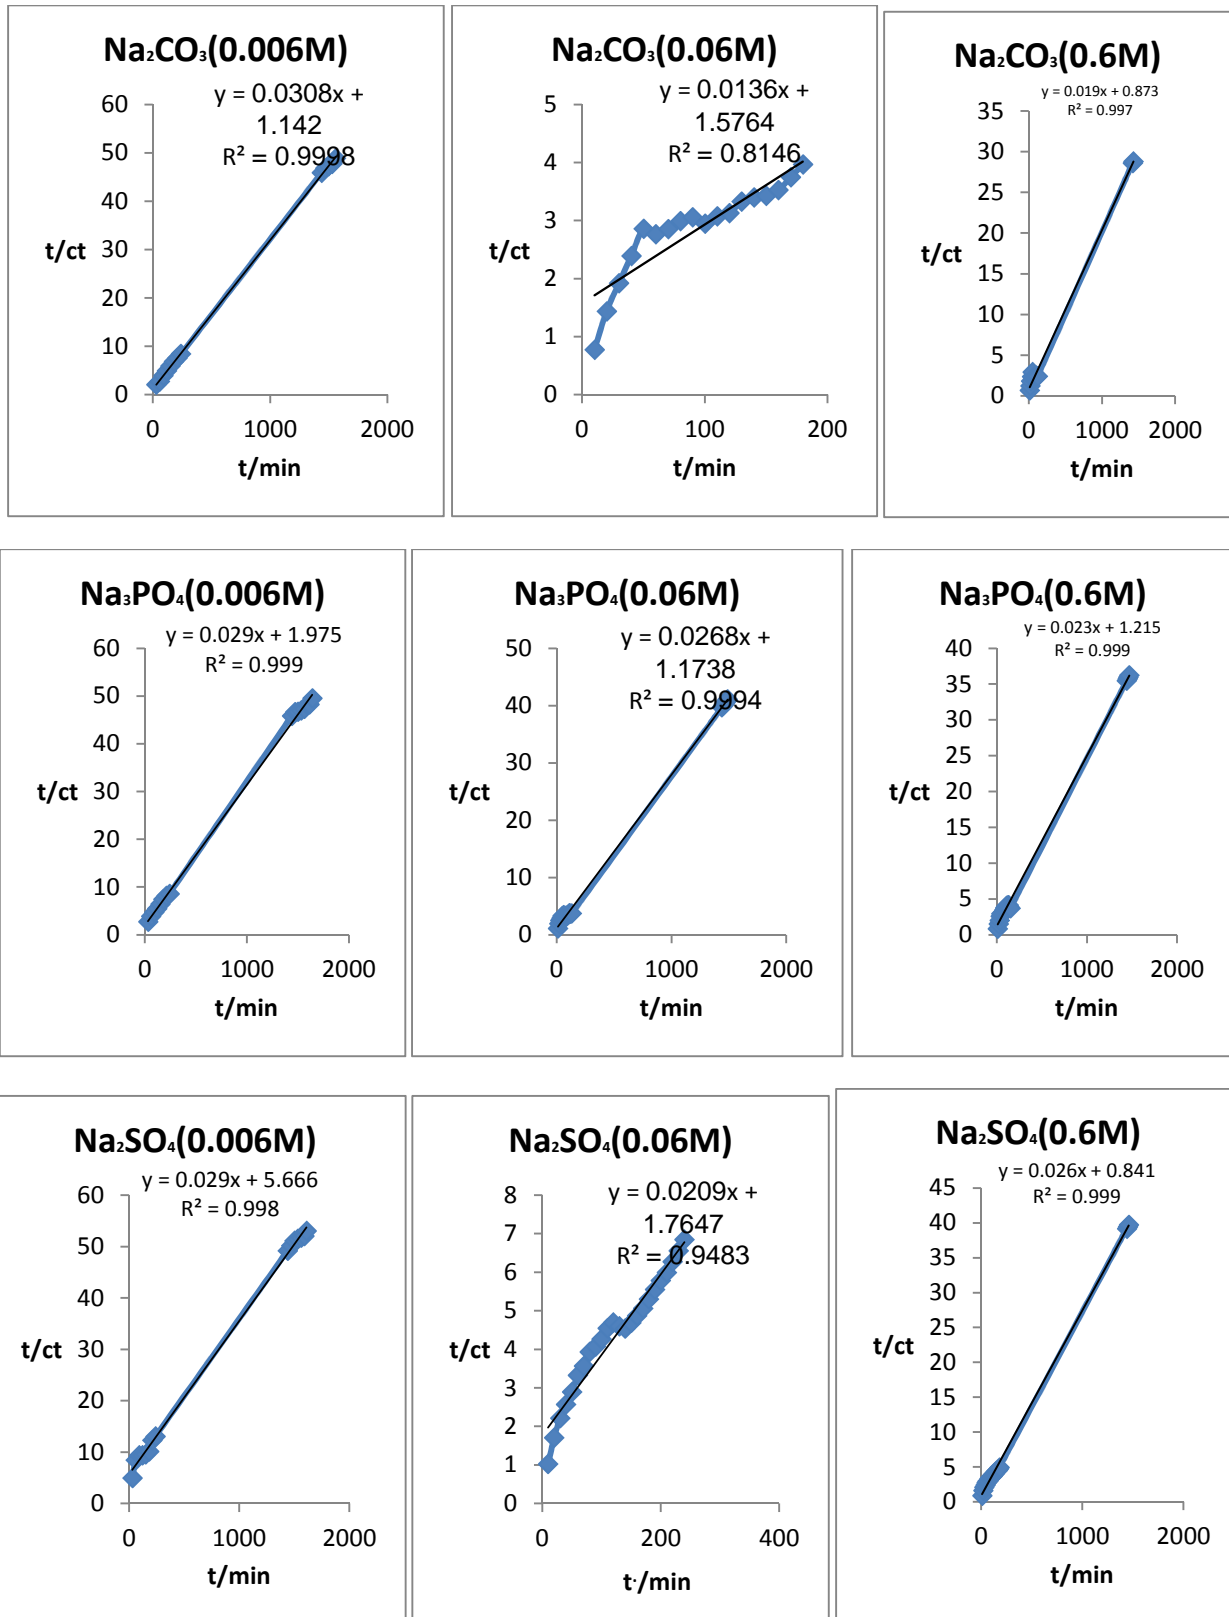 Na₂CO₃(0.006M)
y = 0.0308x +
1.142
R² = 0.9998
60
50
40
30
20
10
0
t/ct
0 1000 2000
t/min
Na₂CO₃(0.06M)
y = 0.0136x +
1.5764
R² = 0.8146
5
4
3
2
1
0
t/ct
0 100 200
t/min
Na₂CO₃(0.6M)
y = 0.019x + 0.873
R² = 0.997
35
30
25
20
15
10
5
0
t/ct
0 1000 2000
t/min
Na₃PO₄(0.006M)
y = 0.029x + 1.975
R² = 0.999
60
50
40
30
20
10
0
t/ct
0 1000 2000
t/min
Na₃PO₄(0.06M)
y = 0.0268x +
1.1738
R² = 0.9994
50
40
30
20
10
0
t/ct
0 1000 2000
t/min
Na₃PO₄(0.6M)
y = 0.023x + 1.215
R² = 0.999
40
35
30
25
20
15
10
5
0
t/ct
0 1000 2000
t/min
Na₂SO₄(0.006M)
y = 0.029x + 5.666
R² = 0.998
60
50
40
30
20
10
0
t/ct
0 1000 2000
t/min
Na₂SO₄(0.06M)
y = 0.0209x +
1.7647
R² = 0.9483
8
7
6
5
4
3
2
1
0
t/ct
0 200 400
t·/min
Na₂SO₄(0.6M)
y = 0.026x + 0.841
R² = 0.999
45
40
35
30
25
20
15
10
5
0
t/ct
0 1000 2000
t/min